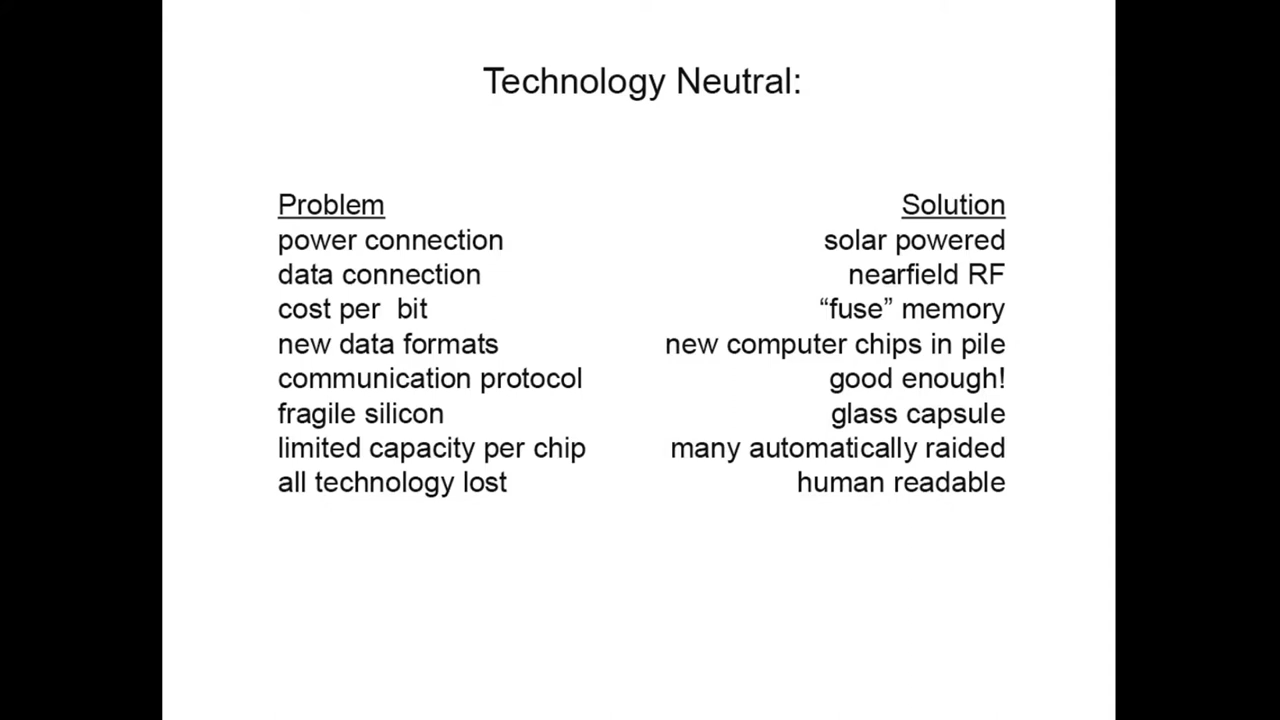 Technology Neutral:
Problem Solution
power connection solar powered
data connection nearfield RF
cost per  bit “fuse” memory
new data formats new computer chips in pile
communication protocol good enough!
fragile silicon glass capsule
limited capacity per chip many automatically raided
all technology lost human readable